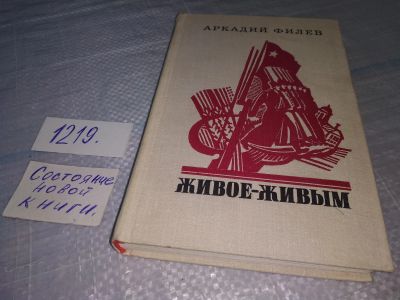 АРКАДИЙ ФИЛЕВ
ЖИВОЕ-ЖИВЫМ
1219.
Состояние
новой
книги.